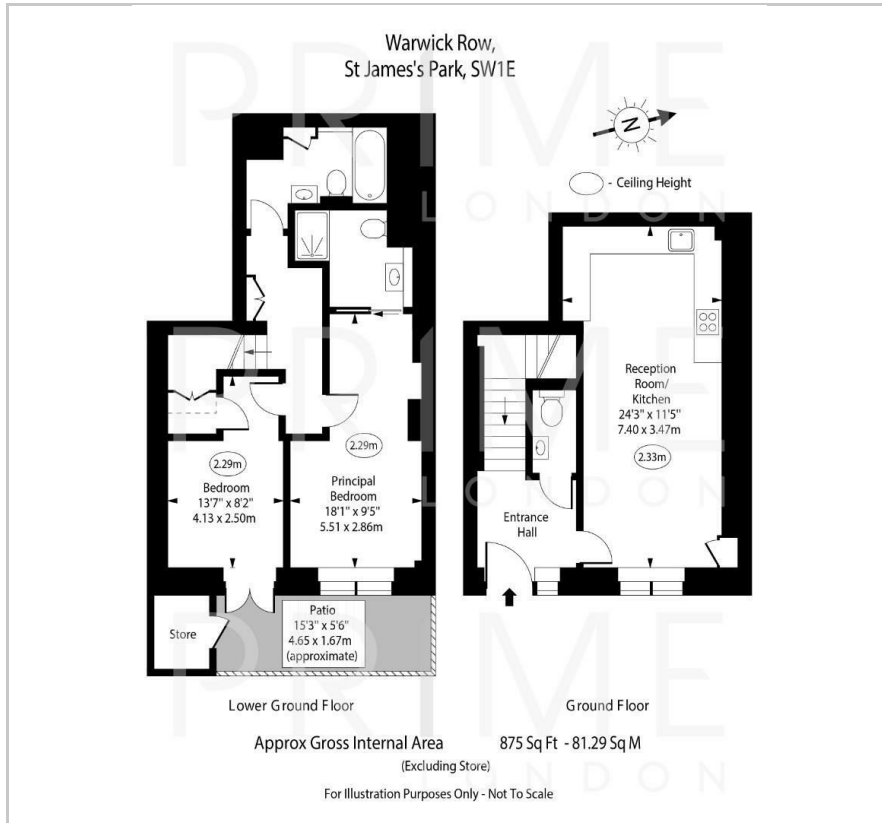 Warwick Row,
St James's Park, SW1E
N
- Ceiling Height
2.29m
Bedroom
13'7" x 8'2"
4.13 x 2.50m
2.29m
Principal
Bedroom
18'1" x 9'5"
5.51 x 2.86m
Store
Patio
15'3" x 5'6"
4.65 x 1.67m
(approximate)
Reception
Room/
Kitchen
24'3" x 11'5"
7.40 x 3.47m
2.33m
Entrance
Hall
Lower Ground Floor
Ground Floor
Approx Gross Internal Area 875 Sq Ft - 81.29 Sq M
(Excluding Store)
For Illustration Purposes Only - Not To Scale
PRIME
LONDON
PRIME
PRIME
LONDON